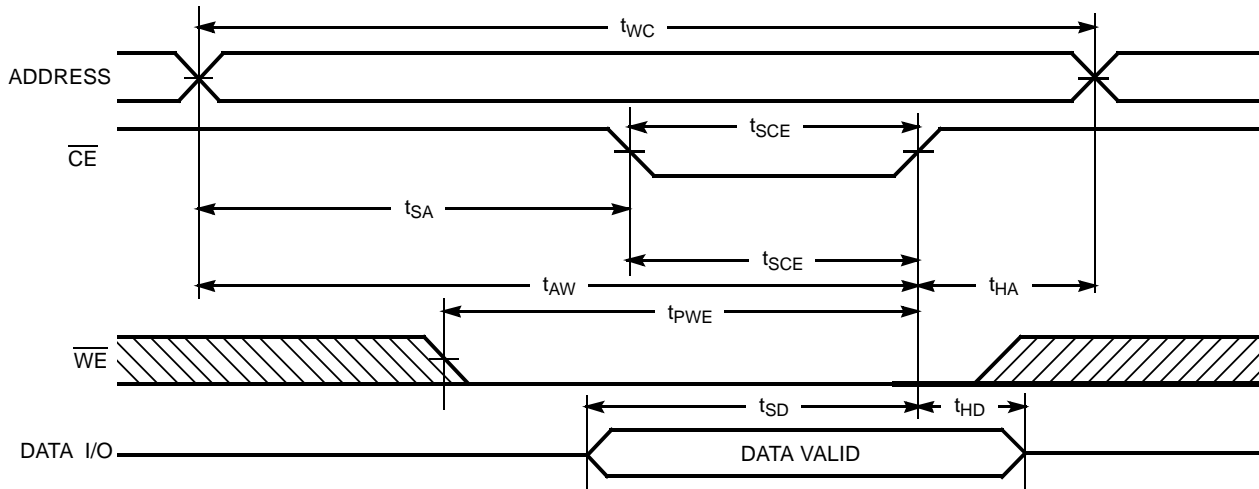 tWC
ADDRESS
tSCE
CE
tSA
tSCE
tAW
tHA
tPWE
WE
tSD
tHD
DATA I/O
DATA VALID